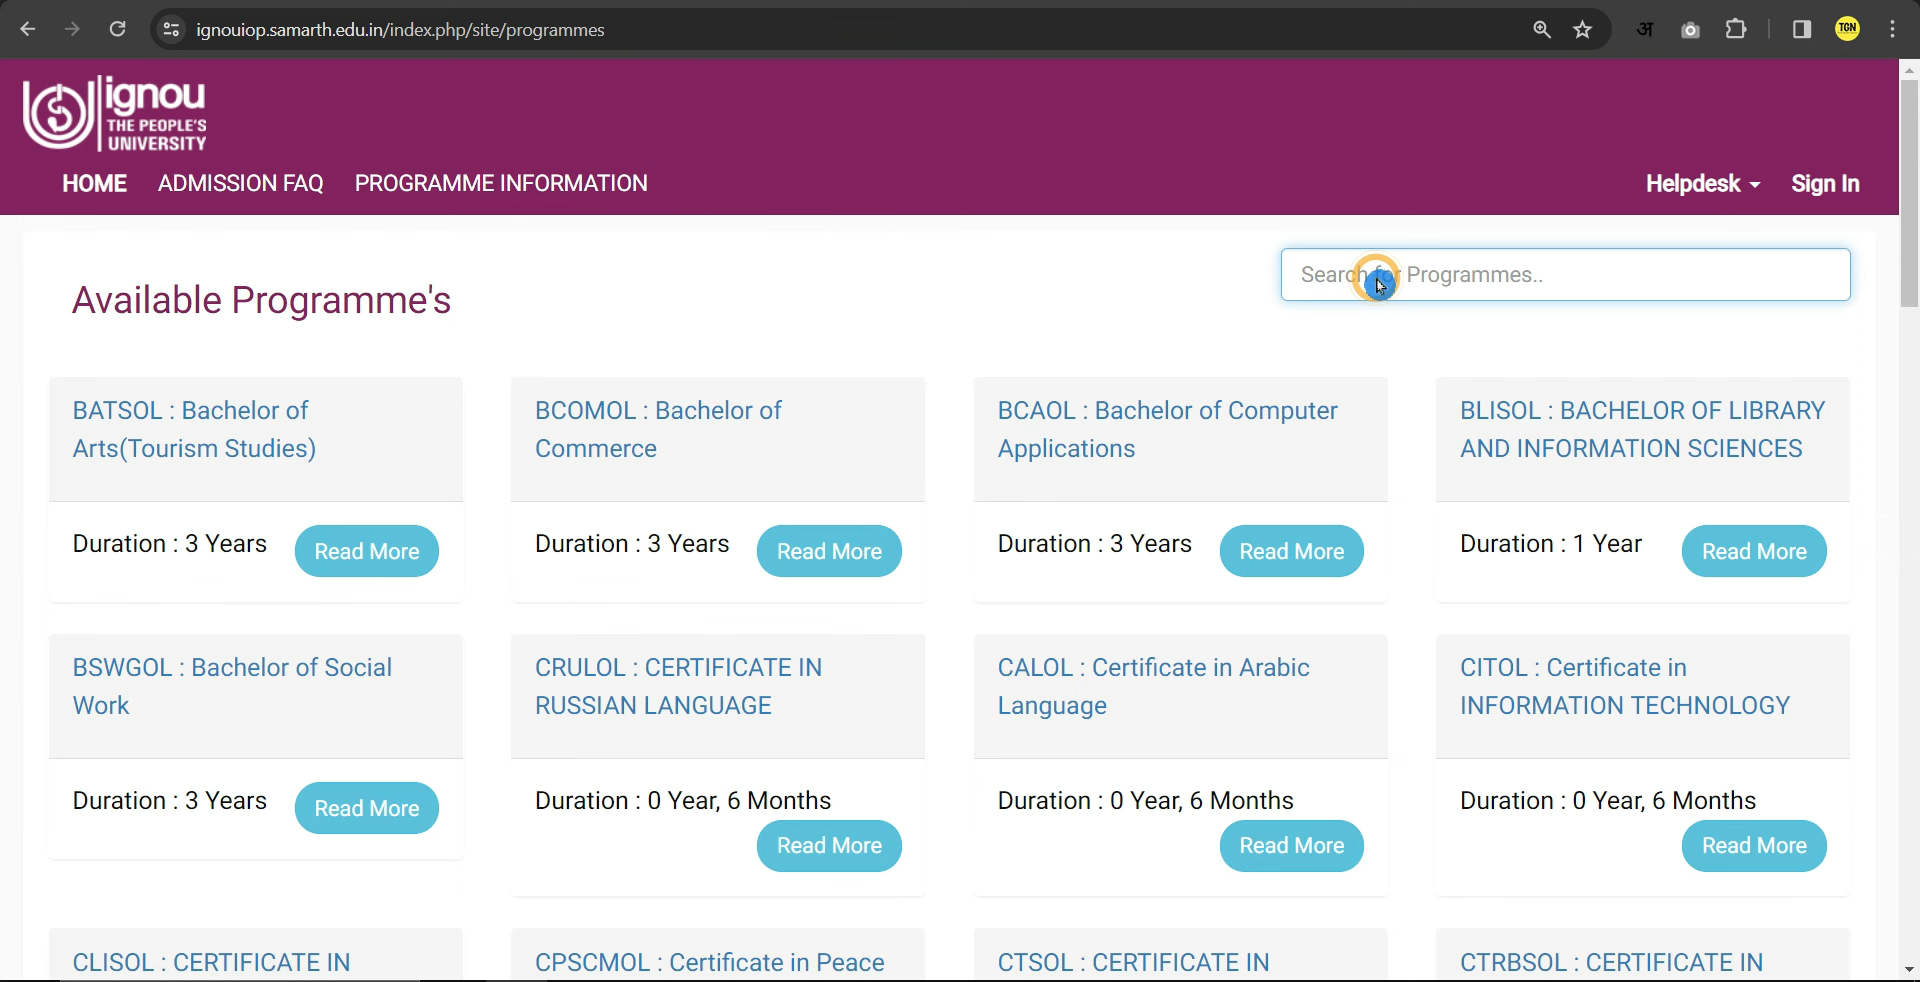 ignouiop.samarth.edu.in/index.php/site/programmes
अ
TGN
ignou
THE PEOPLE'S
UNIVERSITY
HOME ADMISSION FAQ PROGRAMME INFORMATION Helpdesk Sign In
Search for Programmes..
Available Programme's
BATSOL : Bachelor of
Arts(Tourism Studies)
Duration : 3 Years Read More
BCOMOL : Bachelor of
Commerce
Duration : 3 Years Read More
BCAOL : Bachelor of Computer
Applications
Duration : 3 Years Read More
BLISOL : BACHELOR OF LIBRARY
AND INFORMATION SCIENCES
Duration : 1 Year Read More
BSWGOL : Bachelor of Social
Work
Duration : 3 Years Read More
CRULOL : CERTIFICATE IN
RUSSIAN LANGUAGE
Duration : 0 Year, 6 Months
Read More
CALOL : Certificate in Arabic
Language
Duration : 0 Year, 6 Months
Read More
CITOL : Certificate in
INFORMATION TECHNOLOGY
Duration : 0 Year, 6 Months
Read More
CLISOL : CERTIFICATE IN
CPSCMOL : Certificate in Peace
CTSOL : CERTIFICATE IN
CTRBSOL : CERTIFICATE IN